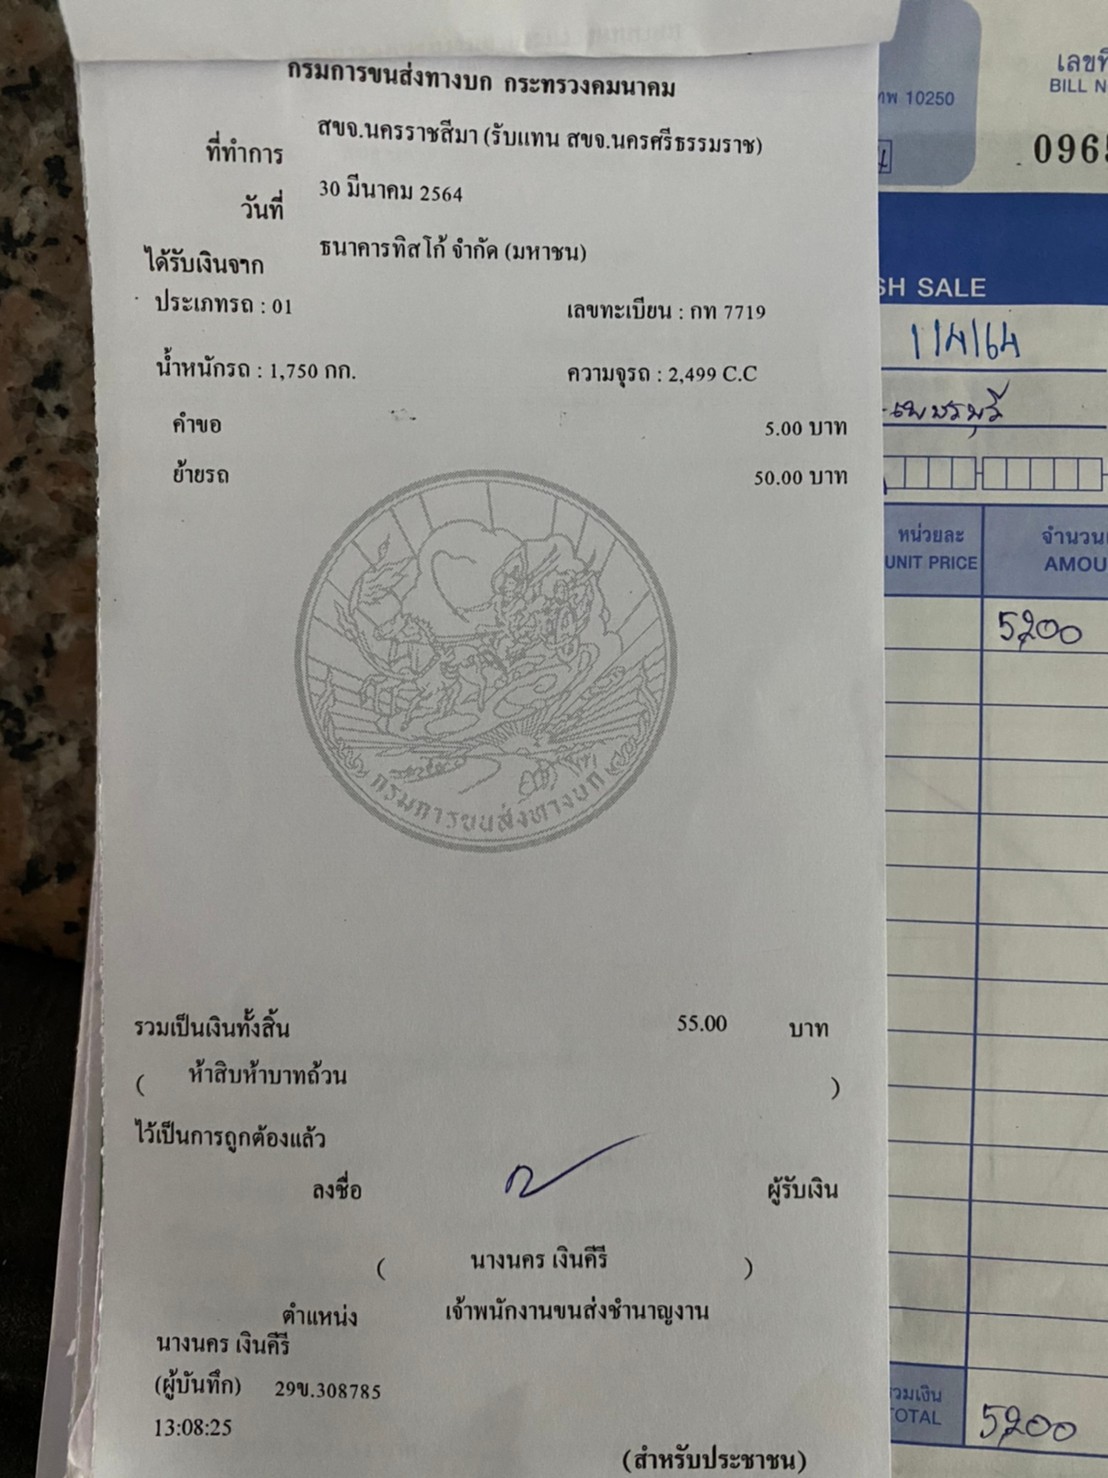 กรมการขนส่งทางบก กระทรวงคมนาคม
ที่ทำการ สขจ.นครราชสีมา (รับแทน สขจ.นครศรีธรรมราช)
วันที่ 30 มีนาคม 2564
ได้รับเงินจาก ธนาคารทิสโก้ จำกัด (มหาชน)
ประเภทรถ : 01 เลขทะเบียน : กท 7719
น้ำหนักรถ : 1,750 กก. ความจุรถ : 2,499 C.C
คำขอ 5.00 บาท
ย้ายรถ 50.00 บาท
กรมการขนส่งทางบก
รวมเป็นเงินทั้งสิ้น 55.00 บาท
( ห้าสิบห้าบาทถ้วน )
ไว้เป็นการถูกต้องแล้ว
ลงชื่อ ผู้รับเงิน
( นางนคร เงินคีรี )
ตำแหน่ง เจ้าพนักงานขนส่งชำนาญงาน
นางนคร เงินคีรี
(ผู้บันทึก) 29ข.308785
13:08:25
(สำหรับประชาชน)
เลขที่
BILL N
10250
0965
SH SALE
1/4/64
เพชรบุรี
หน่วยละ จำนวน
UNIT PRICE AMOU
5200
รวมเงิน
TOTAL 5200